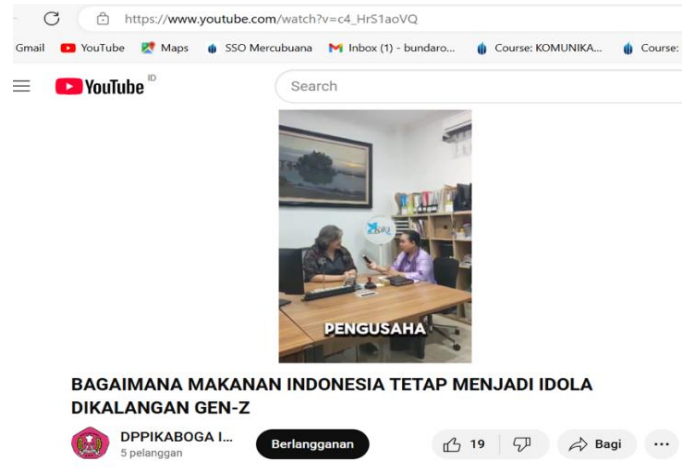 https://www.youtube.com/watch?v=c4_HrS1aoVQ
Gmail YouTube Maps SSO Mercubuana Inbox (1) - bundaro... Course: KOMUNIKA... Course:
YouTube ID
Search
PENGUSAHA
BAGAIMANA MAKANAN INDONESIA TETAP MENJADI IDOLA
DIKALANGAN GEN-Z
DPPIKABOGA I...
5 pelanggan
Berlangganan
19
Bagi